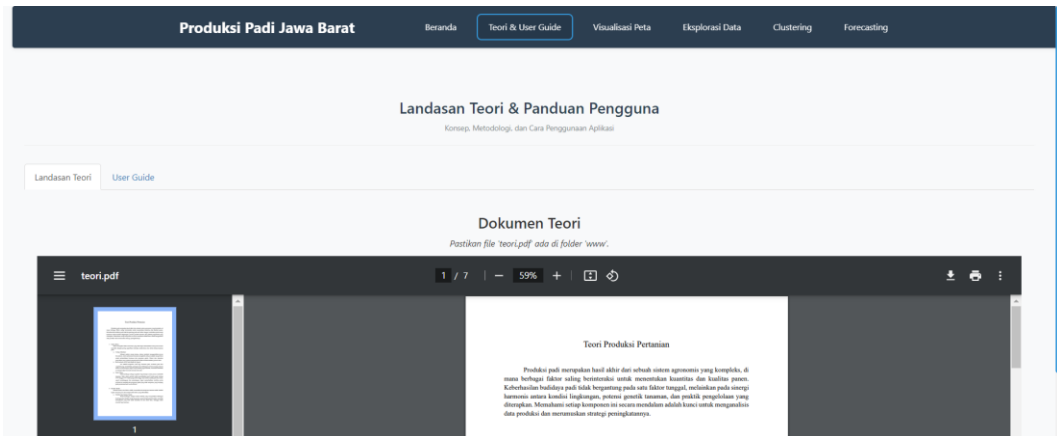 Produksi Padi Jawa Barat
Beranda
Teori & User Guide
Visualisasi Peta
Eksplorasi Data
Clustering
Forecasting
Landasan Teori & Panduan Pengguna
Konsep, Metodologi, dan Cara Penggunaan Aplikasi
Landasan Teori
User Guide
Dokumen Teori
Pastikan file 'teori.pdf' ada di folder 'www'.
teori.pdf
1 / 7
59%
Teori Produksi Pertanian
Produksi padi merupakan hasil akhir dari sebuah sistem agronomis yang kompleks, di
mana berbagai faktor saling berinteraksi untuk menentukan kuantitas dan kualitas panen.
Keberhasilan budidaya padi tidak bergantung pada satu faktor tunggal, melainkan pada sinergi
harmonis antara kondisi lingkungan, potensi genetik tanaman, dan praktik pengelolaan yang
diterapkan. Memahami setiap komponen ini secara mendalam adalah kunci untuk menganalisis
data produksi dan merumuskan strategi peningkatannya.
1